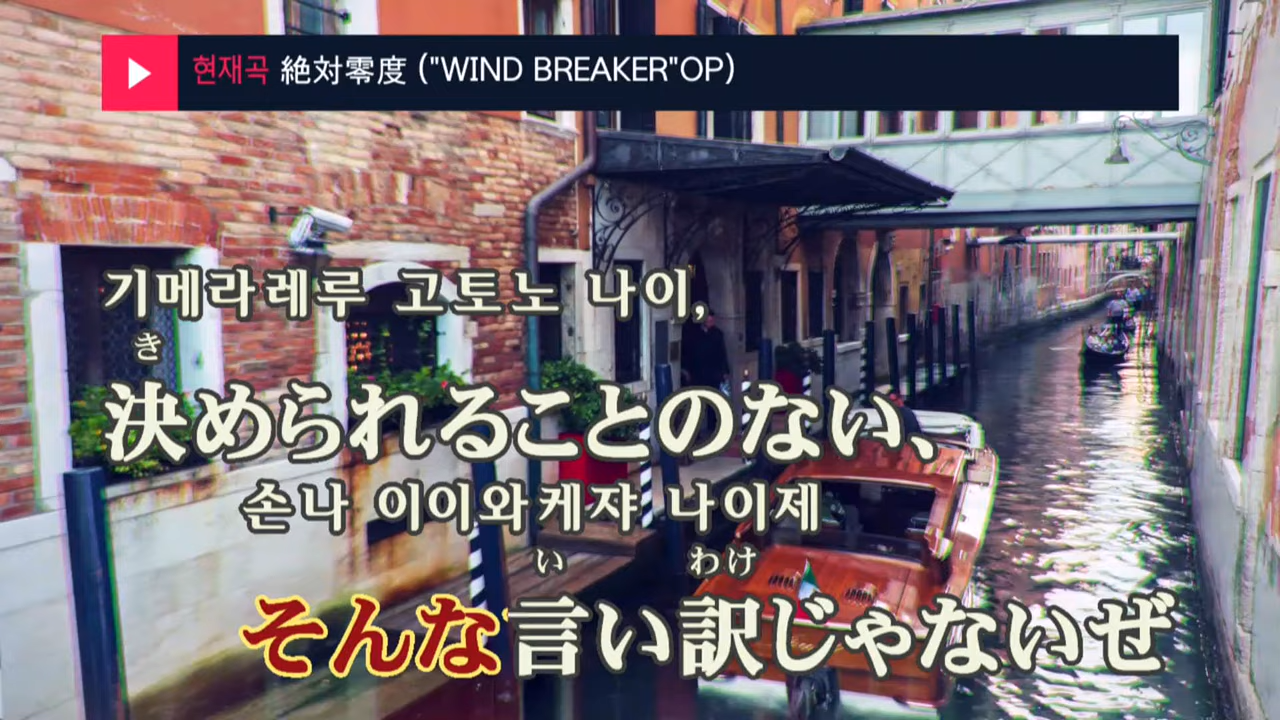 현재곡 絶対零度 ("WIND BREAKER"OP)
기메라레루 고토노 나이,
き
決められることのない、
손나 이이와케쟈 나이제
い わけ
そんな言い訳じゃないぜ